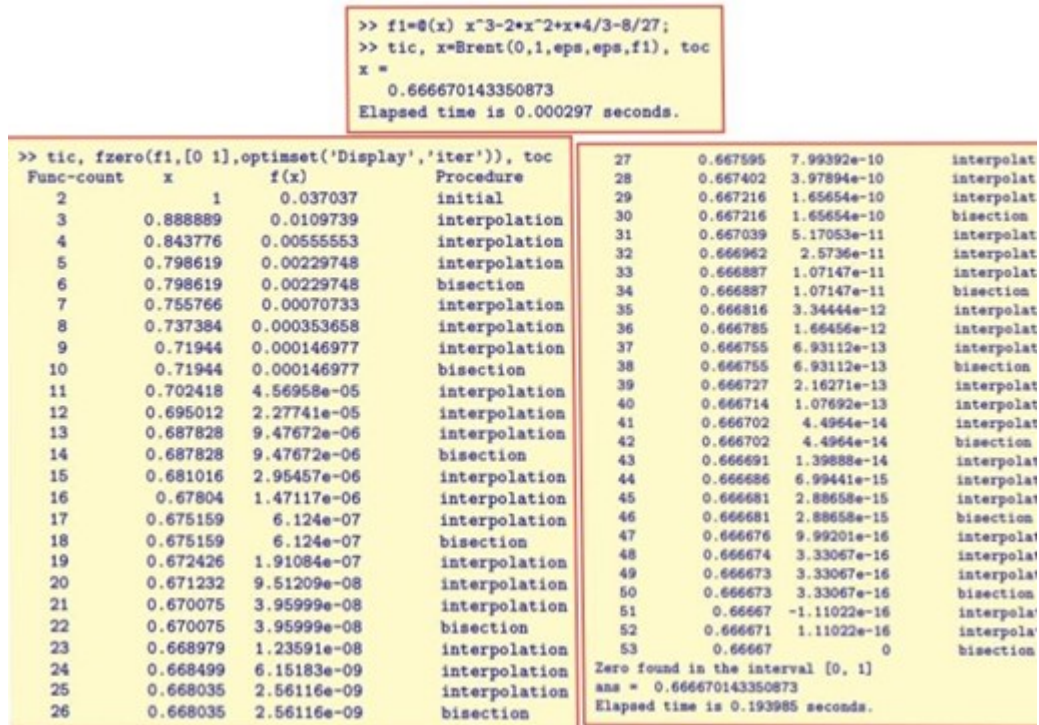 >> f1=@(x) x^3-2*x^2+x*4/3-8/27;
>> tic, x=Brent(0,1,eps,eps,f1), toc
x =
0.666670143350873
Elapsed time is 0.000297 seconds.
>> tic, fzero(f1,[0 1],optimset('Display','iter')), toc
Func-count x f(x) Procedure
2 1 0.037037 initial
3 0.888889 0.0109739 interpolation
4 0.843776 0.00555553 interpolation
5 0.798619 0.00229748 interpolation
6 0.798619 0.00229748 bisection
7 0.755766 0.00070733 interpolation
8 0.737384 0.000353658 interpolation
9 0.71944 0.000146977 interpolation
10 0.71944 0.000146977 bisection
11 0.702418 4.56958e-05 interpolation
12 0.695012 2.27741e-05 interpolation
13 0.687828 9.47672e-06 interpolation
14 0.687828 9.47672e-06 bisection
15 0.681016 2.95457e-06 interpolation
16 0.67804 1.47117e-06 interpolation
17 0.675159 6.124e-07 interpolation
18 0.675159 6.124e-07 bisection
19 0.672426 1.91084e-07 interpolation
20 0.671232 9.51209e-08 interpolation
21 0.670075 3.95999e-08 interpolation
22 0.670075 3.95999e-08 bisection
23 0.668979 1.23591e-08 interpolation
24 0.668499 6.15183e-09 interpolation
25 0.668035 2.56116e-09 interpolation
26 0.668035 2.56116e-09 bisection
27 0.667595 7.99392e-10 interpolat
28 0.667402 3.97894e-10 interpolat
29 0.667216 1.65654e-10 interpolat
30 0.667216 1.65654e-10 bisection
31 0.667039 5.17053e-11 interpolat
32 0.666962 2.5736e-11 interpolat
33 0.666887 1.07147e-11 interpolat
34 0.666887 1.07147e-11 bisection
35 0.666816 3.34444e-12 interpolat
36 0.666785 1.66456e-12 interpolat
37 0.666755 6.93112e-13 interpolat
38 0.666755 6.93112e-13 bisection
39 0.666727 2.16271e-13 interpolat
40 0.666714 1.07692e-13 interpolat
41 0.666702 4.4964e-14 interpolat
42 0.666702 4.4964e-14 bisection
43 0.666691 1.39888e-14 interpolat
44 0.666686 6.99441e-15 interpolat
45 0.666681 2.88658e-15 interpolat
46 0.666681 2.88658e-15 bisection
47 0.666676 9.99201e-16 interpolat
48 0.666674 3.33067e-16 interpolat
49 0.666673 3.33067e-16 interpolat
50 0.666673 3.33067e-16 bisection
51 0.66667 -1.11022e-16 interpolat
52 0.666671 1.11022e-16 interpolat
53 0.66667 0 bisection
Zero found in the interval [0, 1]
ans = 0.666670143350873
Elapsed time is 0.193985 seconds.